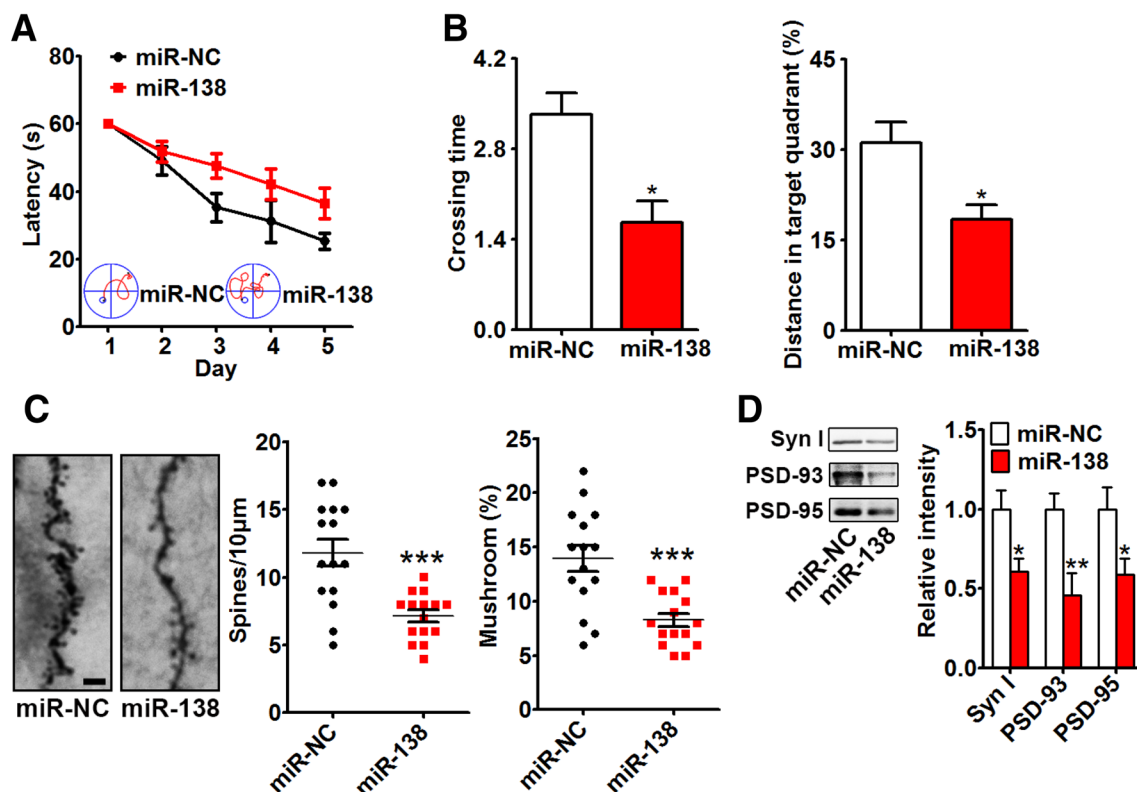 A
miR-NC
miR-138
Latency (s)
80
60
40
20
0
miR-NC
miR-138
1 2 3 4 5
Day
B
Crossing time
4.2
2.8
1.4
0.0
*
miR-NC miR-138
Distance in target quadrant (%)
45
30
15
0
*
miR-NC miR-138
C
miR-NC miR-138
Spines/10μm
20
15
10
5
0
***
miR-NC miR-138
Mushroom (%)
25
20
15
10
5
0
***
miR-NC miR-138
D
Syn I
PSD-93
PSD-95
miR-NC miR-138
Relative intensity
1.5
1.0
0.5
0.0
miR-NC
miR-138
* ** *
Syn I PSD-93 PSD-95